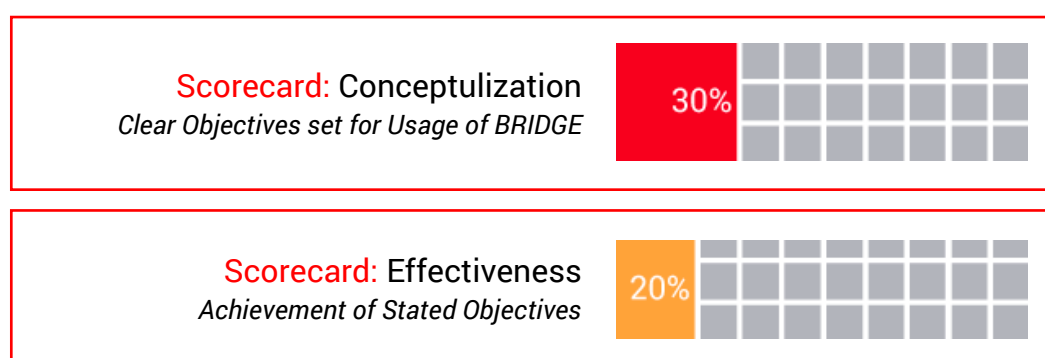 Scorecard: Conceptulization
Clear Objectives set for Usage of BRIDGE
30%
Scorecard: Effectiveness
Achievement of Stated Objectives
20%